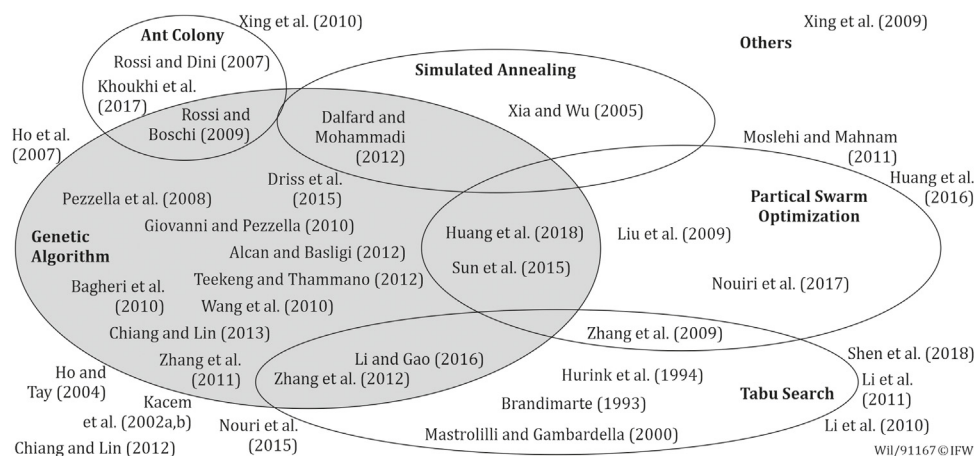 Xing et al. (2010)
Xing et al. (2009)
Ant Colony
Others
Rossi and Dini (2007)
Simulated Annealing
Khoukhi et al.
(2017)
Xia and Wu (2005)
Rossi and
Boschi (2009)
Dalfard and
Mohammadi
(2012)
Ho et al.
(2007)
Moslehi and Mahnam
(2011)
Driss et al.
(2015)
Huang et al.
(2016)
Pezzella et al. (2008)
Partical Swarm
Optimization
Giovanni and Pezzella (2010)
Genetic
Algorithm
Huang et al. (2018)
Liu et al. (2009)
Alcan and Basligi (2012)
Sun et al. (2015)
Teekeng and Thammano (2012)
Nouiri et al. (2017)
Bagheri et al.
(2010)
Wang et al. (2010)
Chiang and Lin (2013)
Zhang et al. (2009)
Zhang et al.
(2011)
Li and Gao (2016)
Zhang et al. (2012)
Shen et al. (2018)
Ho and
Tay (2004)
Hurink et al. (1994)
Tabu Search
Li et al.
(2011)
Kacem
et al. (2002a,b)
Brandimarte (1993)
Nouri et al.
(2015)
Li et al. (2010)
Mastrolilli and Gambardella (2000)
Chiang and Lin (2012)
Wil/91167©IFW